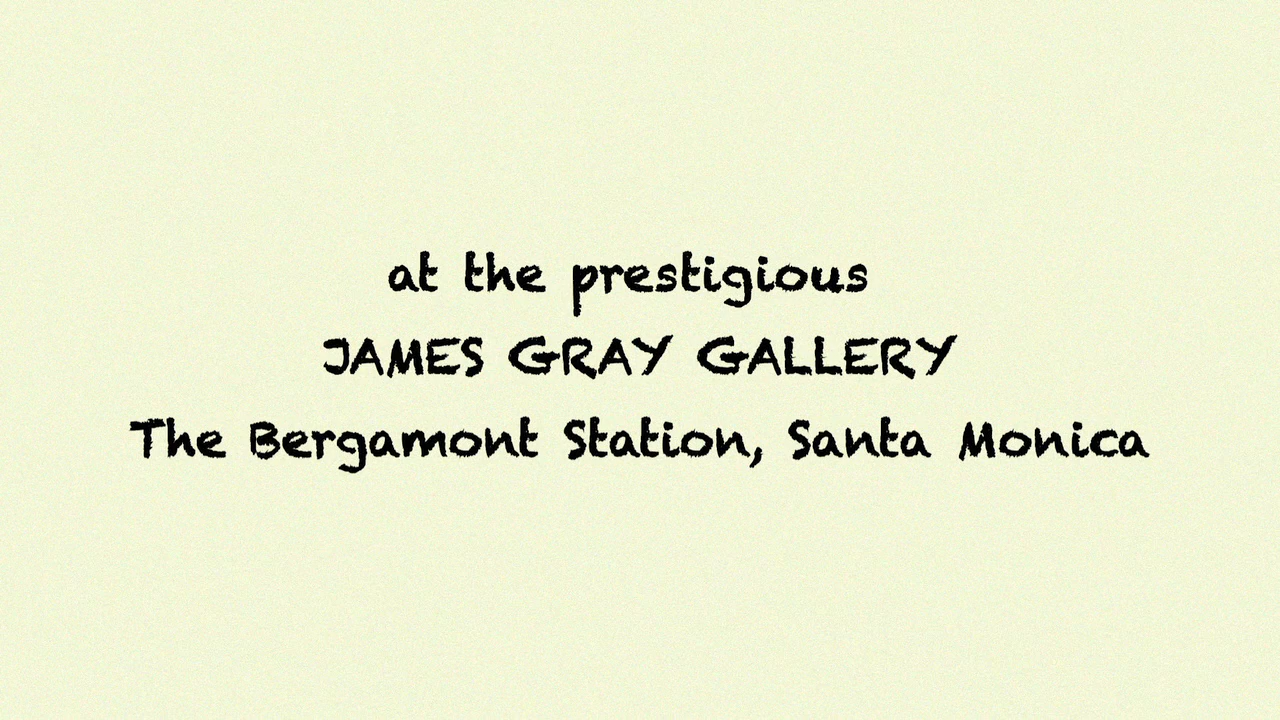 at the prestigious
JAMES GRAY GALLERY
The Bergamont Station, Santa Monica